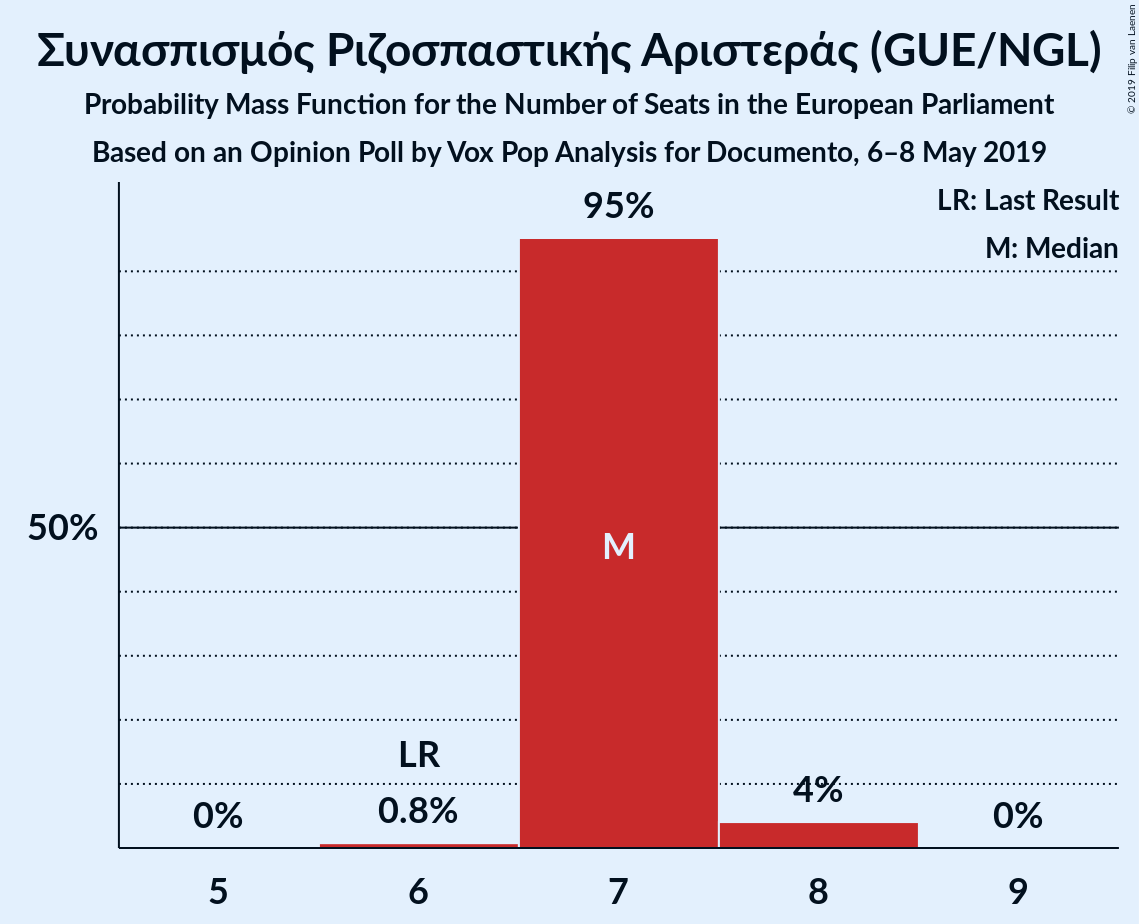 Συνασπισμός Ριζοσπαστικής Αριστεράς (GUE/NGL)
Probability Mass Function for the Number of Seats in the European Parliament
Based on an Opinion Poll by Vox Pop Analysis for Documento, 6–8 May 2019
© 2019 Filip van Laenen
LR: Last Result
M: Median
95%
50%
M
LR
0%
0.8%
4%
0%
5
6
7
8
9